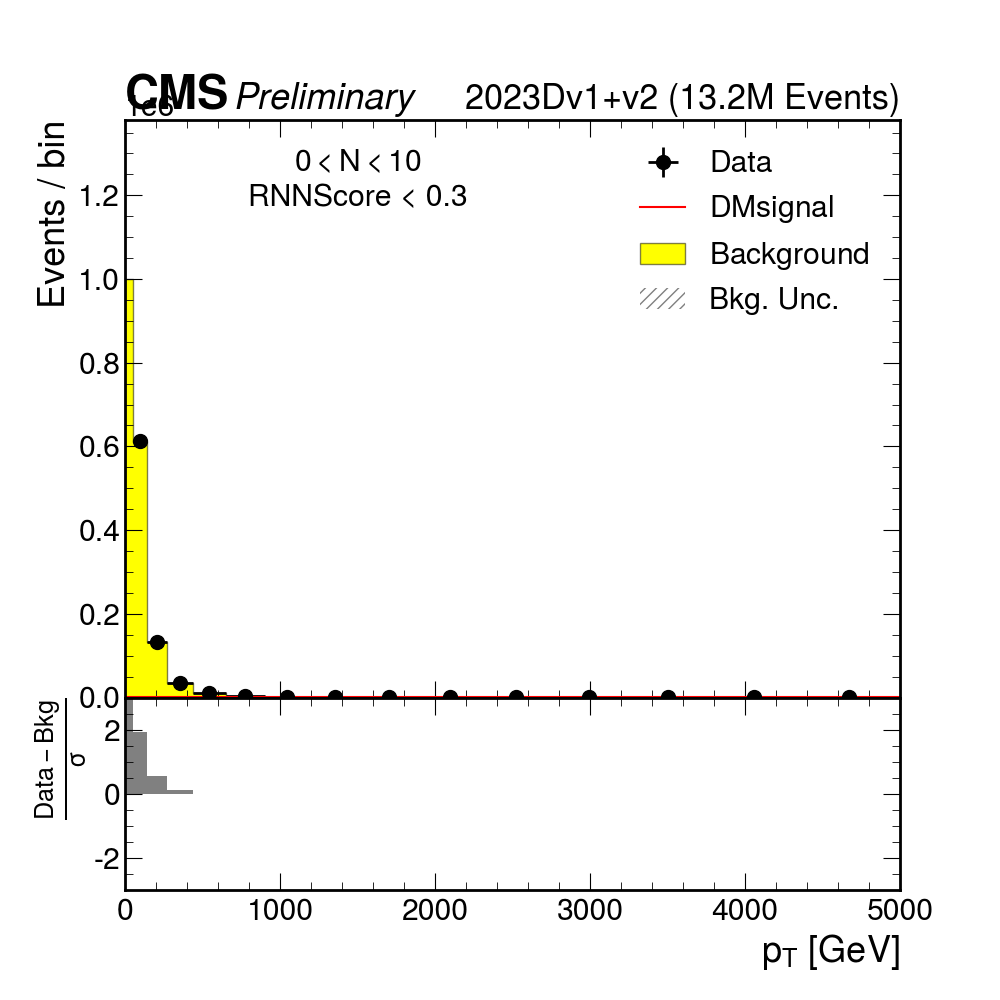 CMS Preliminary 2023Dv1+v2 (13.2M Events)
1e6
Events / bin
0 < N < 10
RNNScore < 0.3
Data
DMsignal
Background
Bkg. Unc.
1.2
1.0
0.8
0.6
0.4
0.2
0.0
Data – Bkg
σ
2
0
-2
0 1000 2000 3000 4000 5000
pT [GeV]